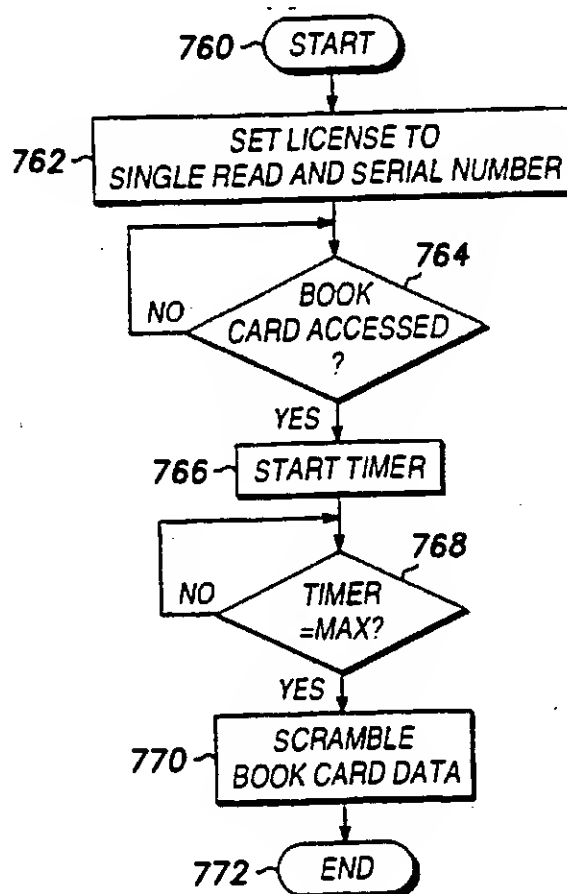 760 START
762 SET LICENSE TO
SINGLE READ AND SERIAL NUMBER
764
NO BOOK
CARD ACCESSED
?
YES
766 START TIMER
768
NO TIMER
=MAX?
YES
770 SCRAMBLE
BOOK CARD DATA
772 END